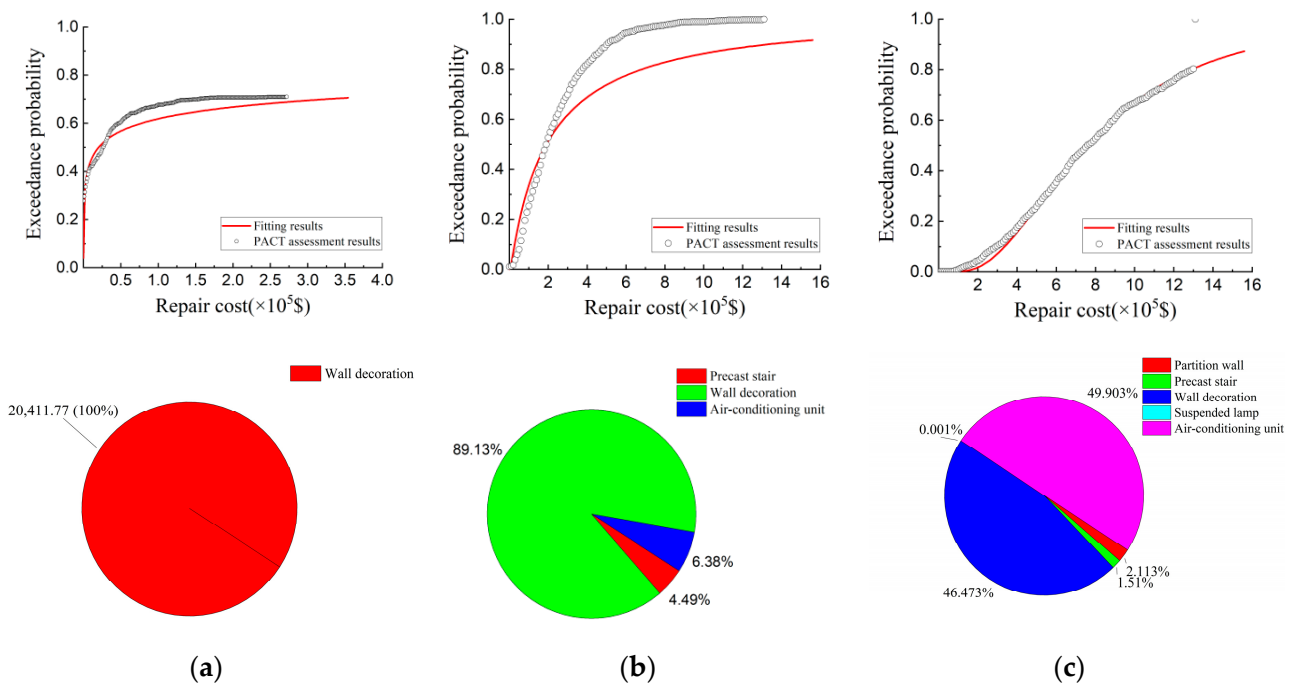 Exceedance probability
1.0
0.8
0.6
0.4
0.2
0.0
0.5
1.0
1.5
2.0
2.5
3.0
3.5
4.0
Repair cost(×10⁵$)
Fitting results
PACT assessment results
Exceedance probability
1.0
0.8
0.6
0.4
0.2
0.0
0
2
4
6
8
10
12
14
16
Repair cost(×10⁵$)
Fitting results
PACT assessment results
Exceedance probability
1.0
0.8
0.6
0.4
0.2
0.0
2
4
6
8
10
12
14
16
Repair cost(×10⁵$)
Fitting results
PACT assessment results
Wall decoration
20,411.77 (100%)
Precast stair
Wall decoration
Air-conditioning unit
89.13%
6.38%
4.49%
Partition wall
Precast stair
Wall decoration
Suspended lamp
Air-conditioning unit
49.903%
0.001%
2.113%
1.51%
46.473%
(a)
(b)
(c)